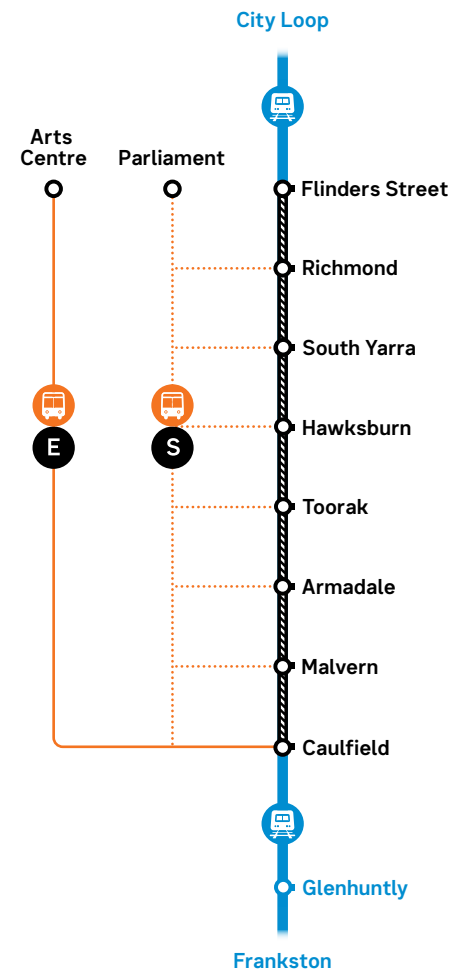 City Loop
Arts
Centre
Parliament
Flinders Street
Richmond
South Yarra
Hawksburn
E
S
Toorak
Armadale
Malvern
Caulfield
Glenhuntly
Frankston